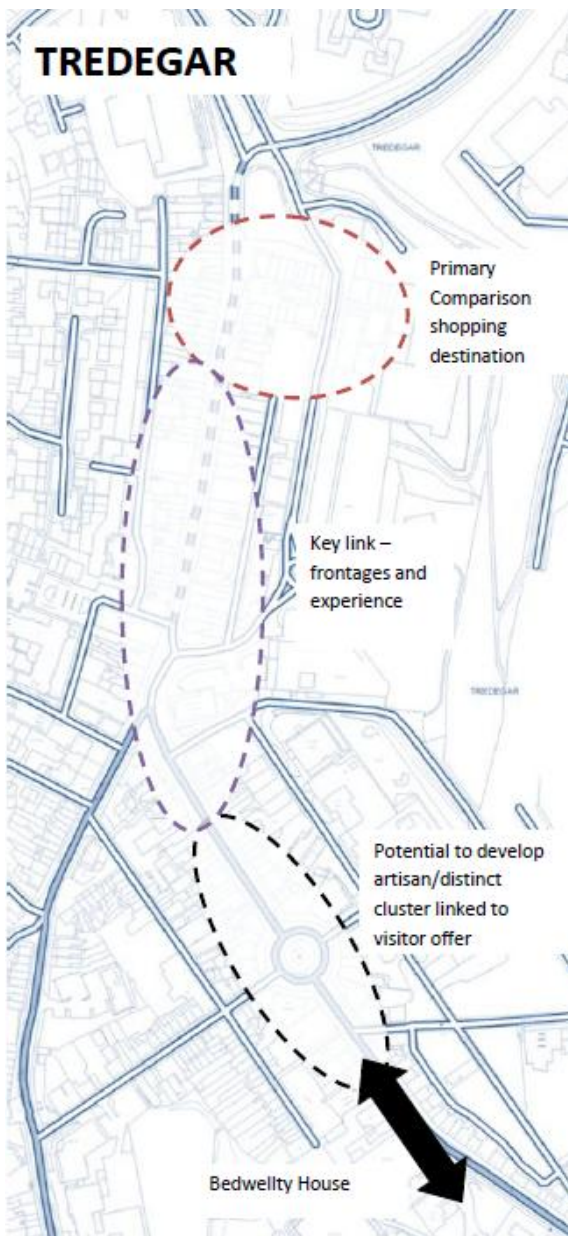 TREDEGAR
TREDEGAR
Primary
Comparison
shopping
destination
Key link –
frontages and
experience
TREDEGAR
Potential to develop
artisan/distinct
cluster linked to
visitor offer
Bedwellty House